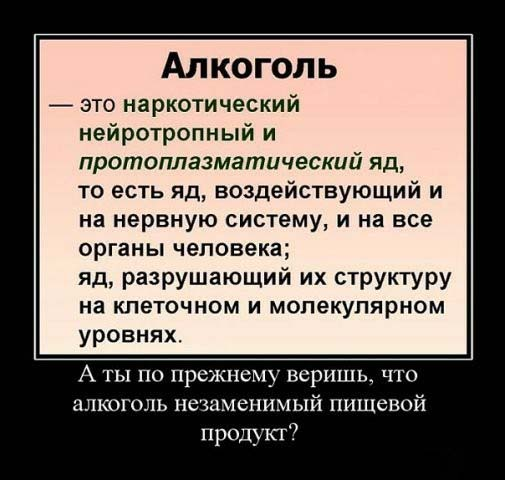 Алкоголь
— это наркотический
нейротропный и
протоплазматический яд,
то есть яд, воздействующий и
на нервную систему, и на все
органы человека;
яд, разрушающий их структуру
на клеточном и молекулярном
уровнях.
А ты по прежнему веришь, что
алкоголь незаменимый пищевой
продукт?